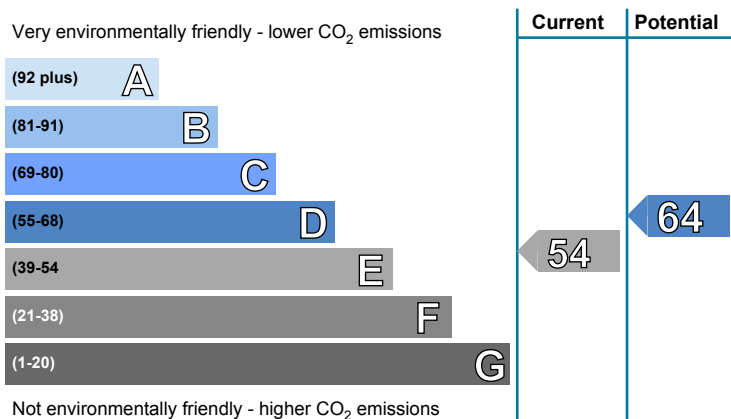 Very environmentally friendly - lower CO2 emissions
Current
Potential
(92 plus) A
(81-91) B
(69-80) C
(55-68) D
64
(39-54 E
54
(21-38) F
(1-20) G
Not environmentally friendly - higher CO2 emissions